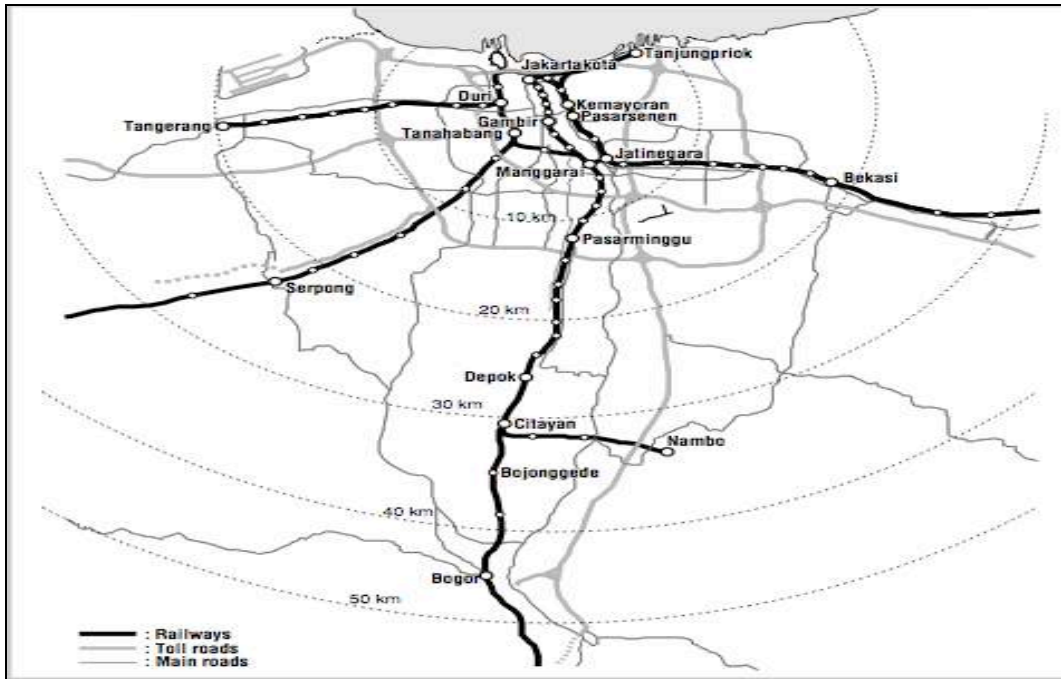 Tanjungpriok
Jakartakota
Duri
Kemayoran
Gambir
Pasarsenen
Tangerang
Tanahabang
Jatinegara
Manggarai
Bekasi
10 km
Pasarminggu
Serpong
20 km
Depok
30 km
Citayan
Nambo
Bojonggede
40 km
Bogor
50 km
: Railways
: Toll roads
: Main roads